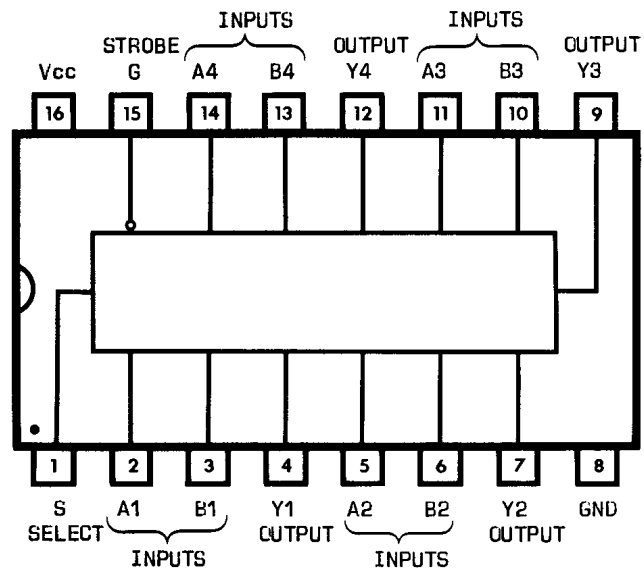 INPUTS INPUTS
STROBE OUTPUT OUTPUT
Vcc G A4 B4 Y4 A3 B3 Y3
16 15 14 13 12 11 10 9
1 2 3 4 5 6 7 8
S A1 B1 Y1 A2 B2 Y2 GND
SELECT OUTPUT OUTPUT
INPUTS INPUTS